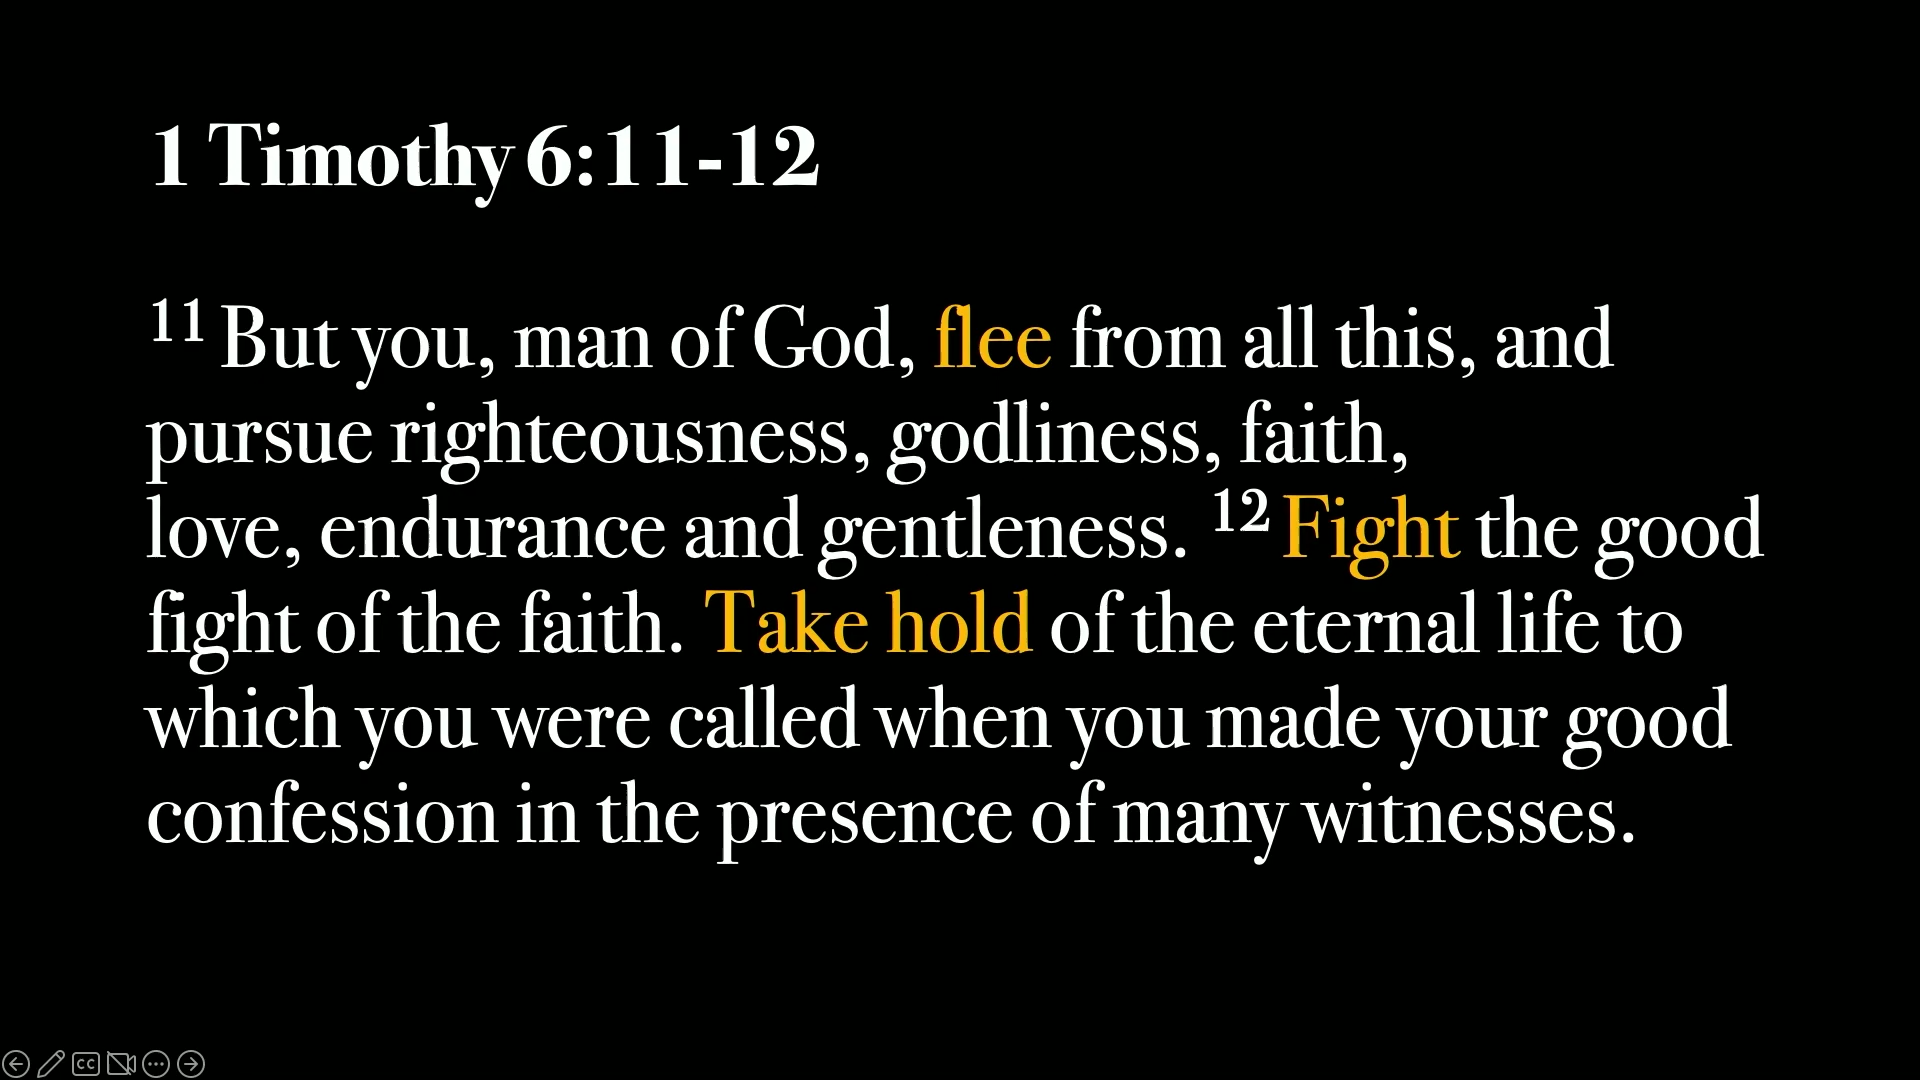 1 Timothy 6:11-12
11 But you, man of God, flee from all this, and
pursue righteousness, godliness, faith,
love, endurance and gentleness. 12 Fight the good
fight of the faith. Take hold of the eternal life to
which you were called when you made your good
confession in the presence of many witnesses.
CC